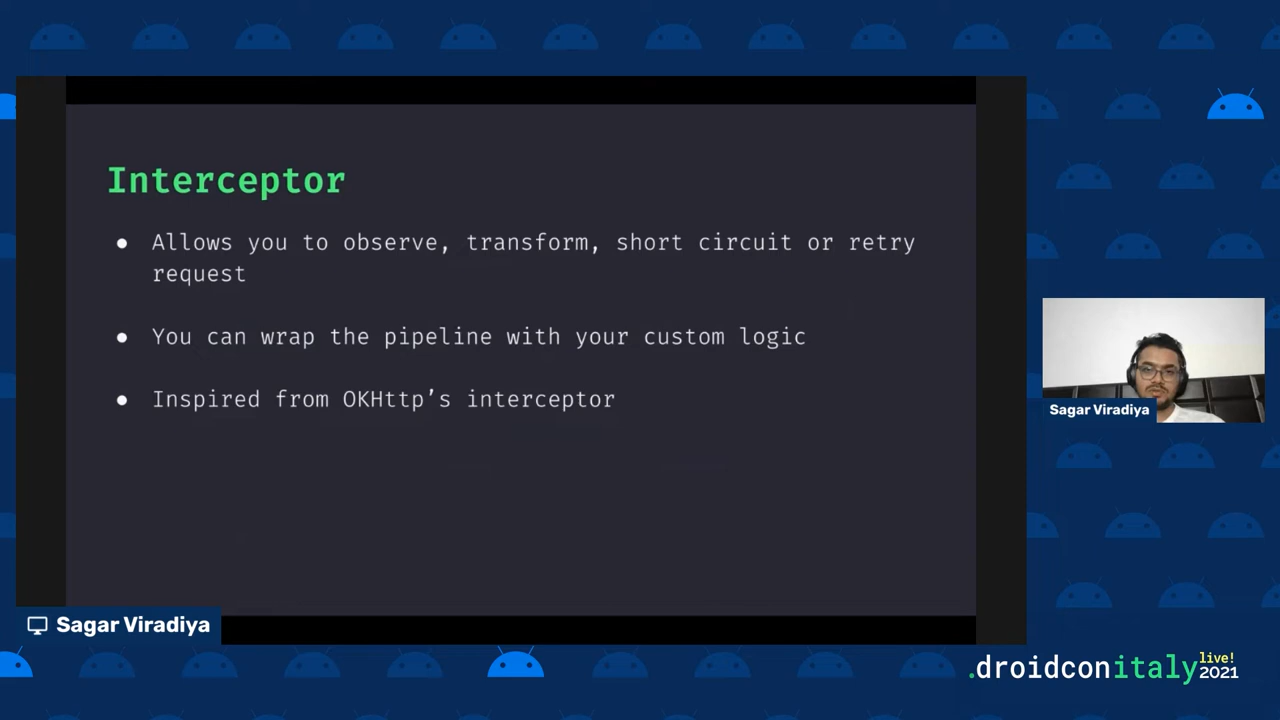 Interceptor
● Allows you to observe, transform, short circuit or retry
request
● You can wrap the pipeline with your custom logic
● Inspired from OKHttp’s interceptor
Sagar Viradiya
Sagar Viradiya
.droidconitaly live! 2021